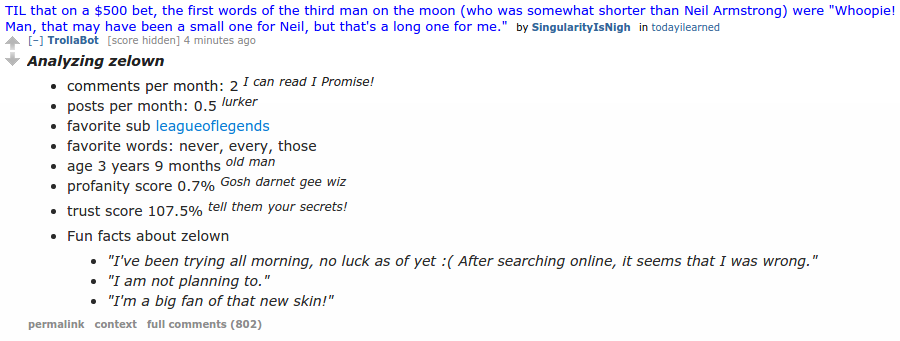 TIL that on a $500 bet, the first words of the third man on the moon (who was somewhat shorter than Neil Armstrong) were "Whoopie!
Man, that may have been a small one for Neil, but that's a long one for me." by SingularityIsNigh in todayilearned
[–] TrollaBot [score hidden] 4 minutes ago
Analyzing zelown
• comments per month: 2 I can read I Promise!
• posts per month: 0.5 lurker
• favorite sub leagueoflegends
• favorite words: never, every, those
• age 3 years 9 months old man
• profanity score 0.7% Gosh darnet gee wiz
• trust score 107.5% tell them your secrets!
• Fun facts about zelown
• "I've been trying all morning, no luck as of yet :( After searching online, it seems that I was wrong."
• "I am not planning to."
• "I'm a big fan of that new skin!"
permalink context full comments (802)